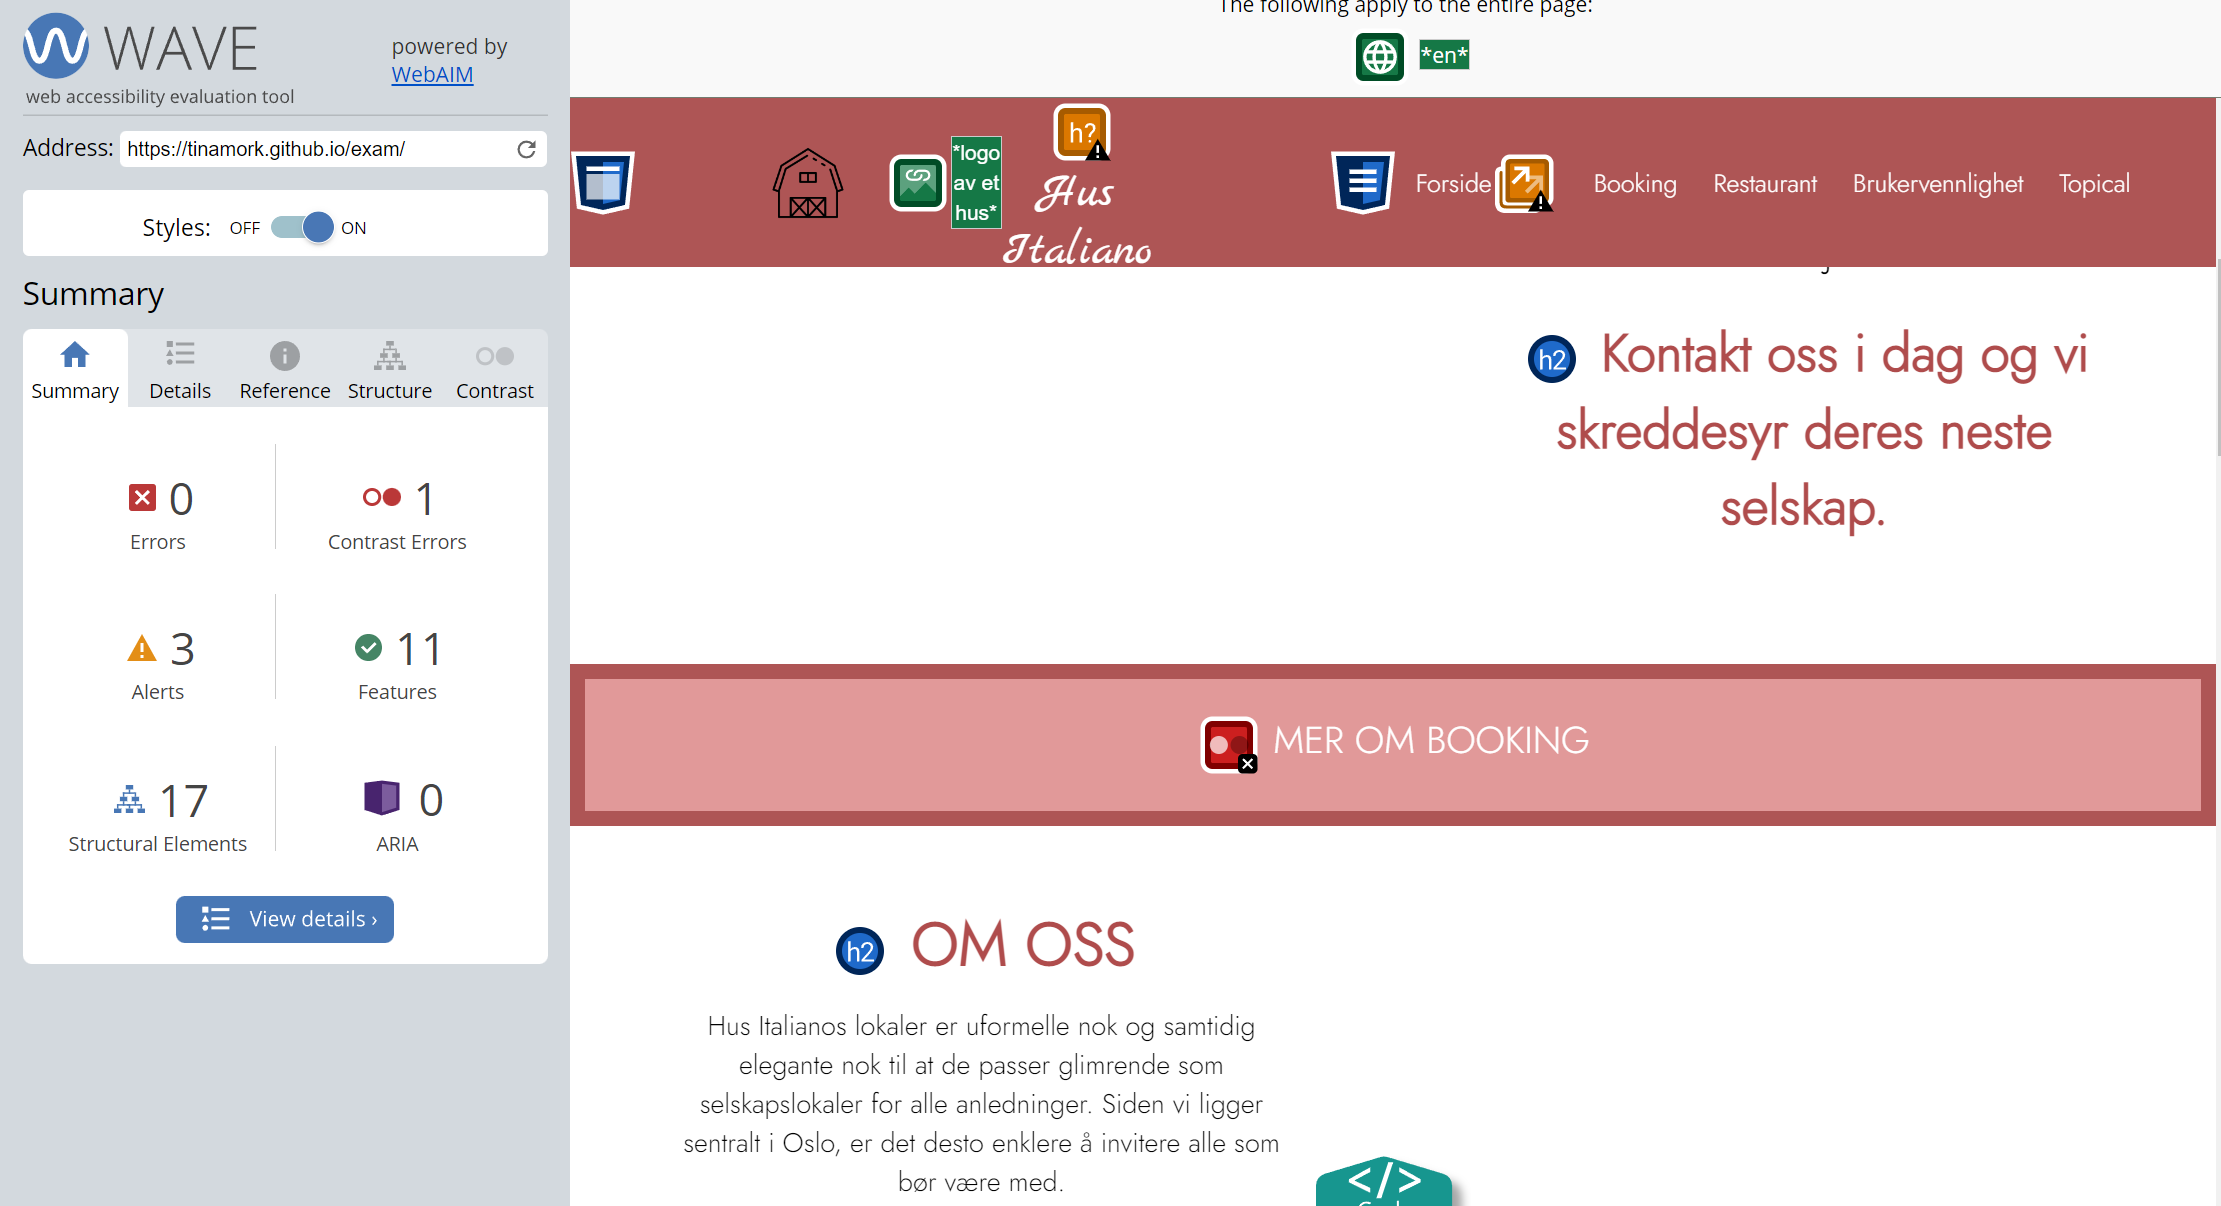 WAVE
powered by
WebAIM
web accessibility evaluation tool
Address: https://tinamork.github.io/exam/
Styles: OFF ON
Summary
Summary Details Reference Structure Contrast
0 1
Errors Contrast Errors
3 11
Alerts Features
17 0
Structural Elements ARIA
View details ›
The following apply to the entire page:
*en*
*logo
av et
hus*
h?
Hus
Italiano
Forside Booking Restaurant Brukervennlighet Topical
h2 Kontakt oss i dag og vi
skreddesyr deres neste
selskap.
MER OM BOOKING
h2 OM OSS
Hus Italianos lokaler er uformelle nok og samtidig
elegante nok til at de passer glimrende som
selskapslokaler for alle anledninger. Siden vi ligger
sentralt i Oslo, er det desto enklere å invitere alle som
bør være med.
</>